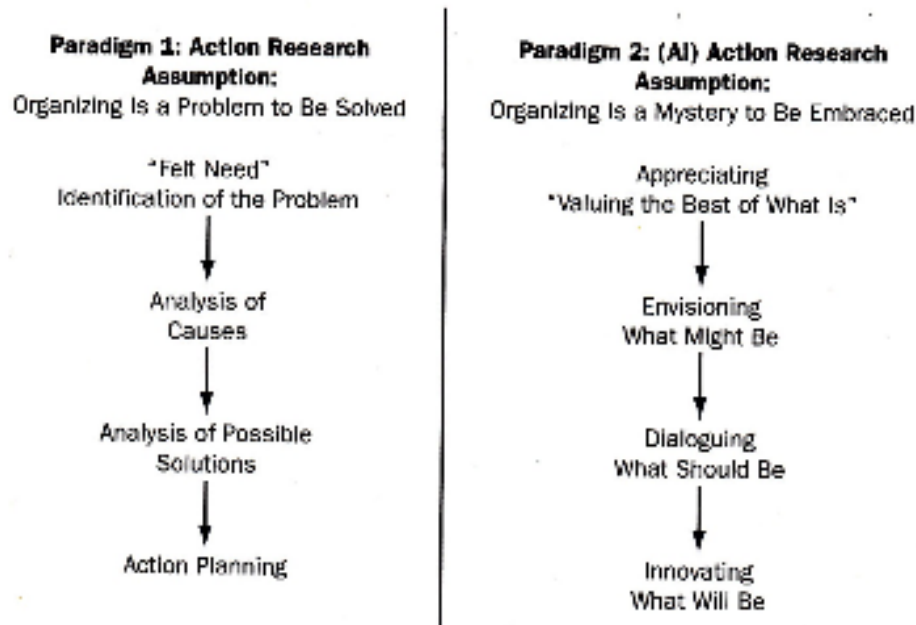 Paradigm 1: Action Research
Assumption:
Organizing Is a Problem to Be Solved
"Felt Need"
Identification of the Problem
Analysis of
Causes
Analysis of Possible
Solutions
Action Planning
Paradigm 2: (AI) Action Research
Assumption:
Organizing Is a Mystery to Be Embraced
Appreciating
"Valuing the Best of What Is"
Envisioning
What Might Be
Dialoguing
What Should Be
Innovating
What Will Be